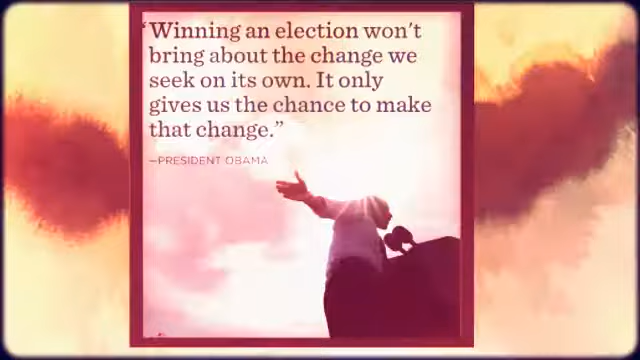 “Winning an election won’t
bring about the change we
seek on its own. It only
gives us the chance to make
that change.”
—PRESIDENT OBAMA